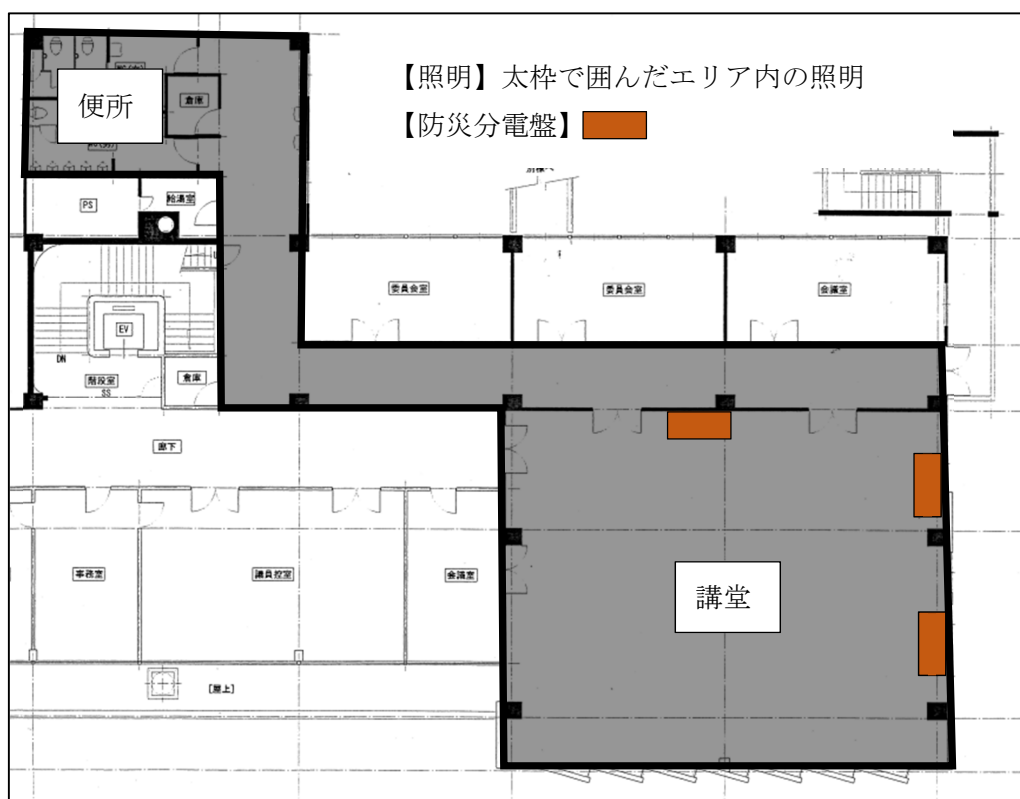 【照明】太枠で囲んだエリア内の照明
【防災分電盤】
便所
倉庫
PS
給湯室
EV
DN
階段室
SS
倉庫
委員会室
委員会室
会議室
廊下
事務室
議員控室
会議室
[屋上]
講堂